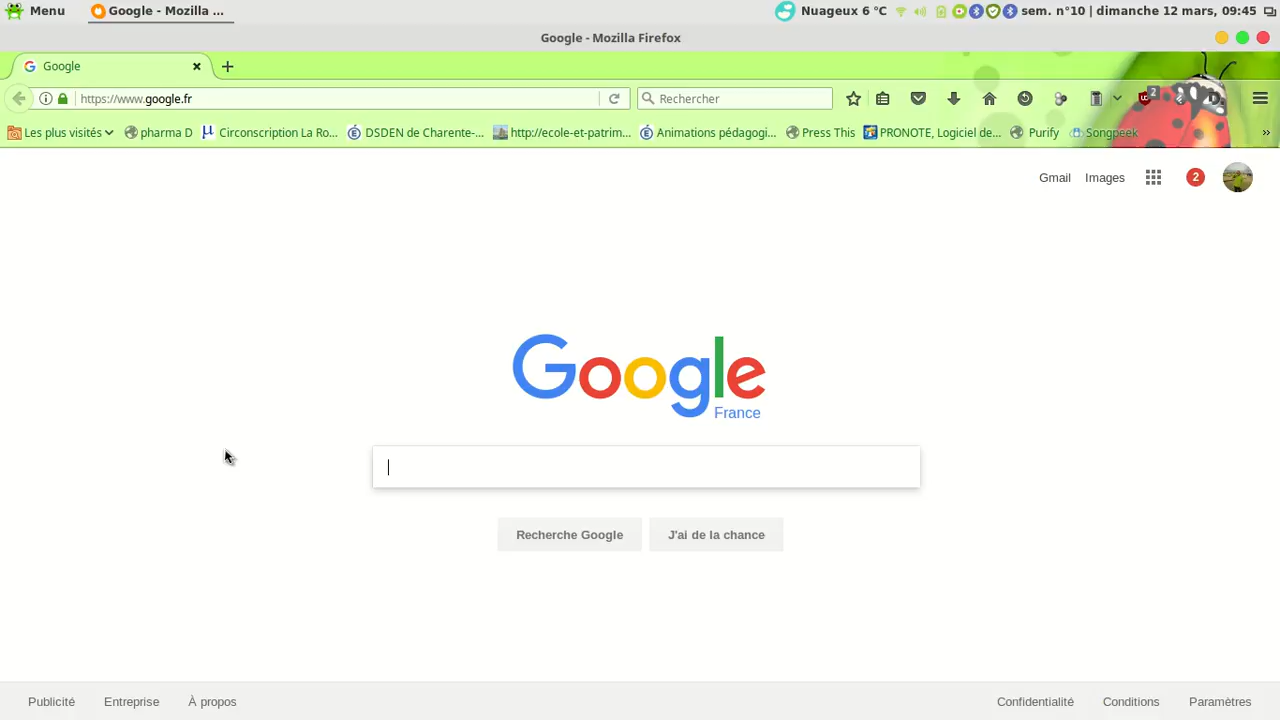 Menu
Google - Mozilla ...
Nuageux 6 °C
sem. n°10 | dimanche 12 mars, 09:45
Google - Mozilla Firefox
Google
https://www.google.fr
Rechercher
2
Les plus visités
pharma D
Circonscription La Ro...
DSDEN de Charente-...
http://ecole-et-patrim...
Animations pédagogi...
Press This
PRONOTE, Logiciel de...
Purify
Songpeek
Gmail
Images
2
Google
France
Recherche Google
J'ai de la chance
Publicité
Entreprise
À propos
Confidentialité
Conditions
Paramètres